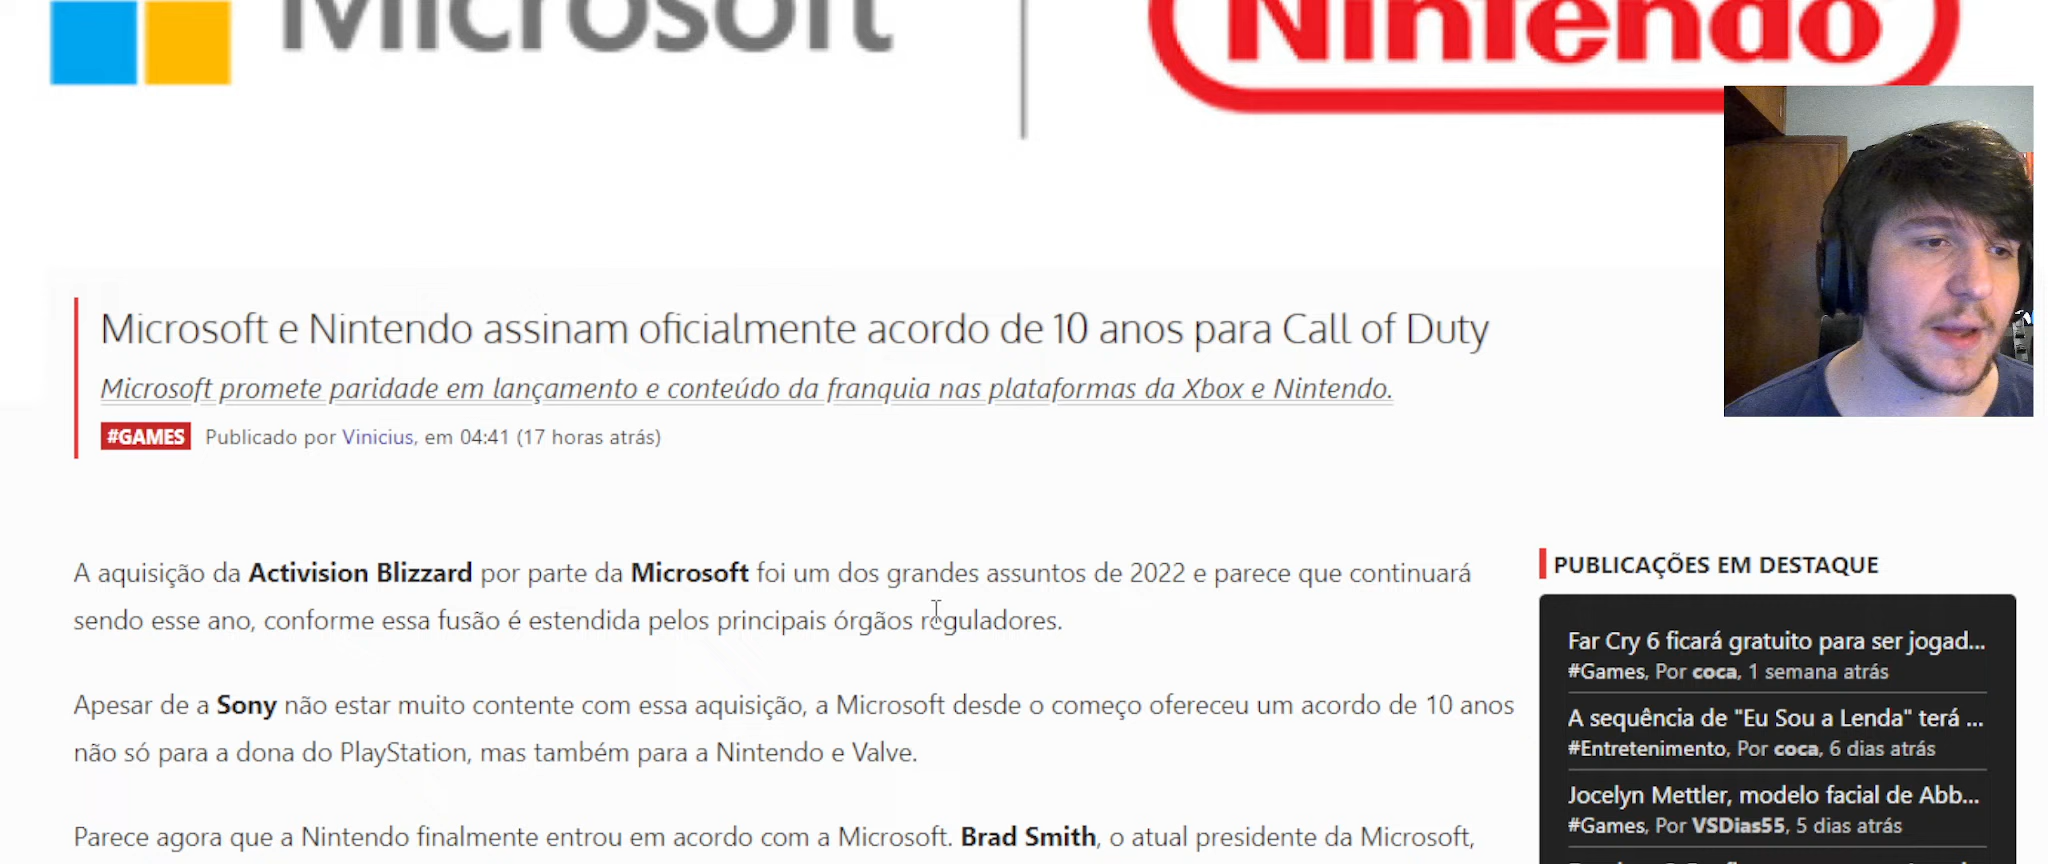 Microsoft
Nintendo
Microsoft e Nintendo assinam oficialmente acordo de 10 anos para Call of Duty
Microsoft promete paridade em lançamento e conteúdo da franquia nas plataformas da Xbox e Nintendo.
#GAMES Publicado por Vinicius, em 04:41 (17 horas atrás)
A aquisição da Activision Blizzard por parte da Microsoft foi um dos grandes assuntos de 2022 e parece que continuará
sendo esse ano, conforme essa fusão é estendida pelos principais órgãos reguladores.
Apesar de a Sony não estar muito contente com essa aquisição, a Microsoft desde o começo ofereceu um acordo de 10 anos
não só para a dona do PlayStation, mas também para a Nintendo e Valve.
Parece agora que a Nintendo finalmente entrou em acordo com a Microsoft. Brad Smith, o atual presidente da Microsoft,
PUBLICAÇÕES EM DESTAQUE
Far Cry 6 ficará gratuito para ser jogad...
#Games, Por coca, 1 semana atrás
A sequência de "Eu Sou a Lenda" terá ...
#Entretenimento, Por coca, 6 dias atrás
Jocelyn Mettler, modelo facial de Abb...
#Games, Por VSDias55, 5 dias atrás